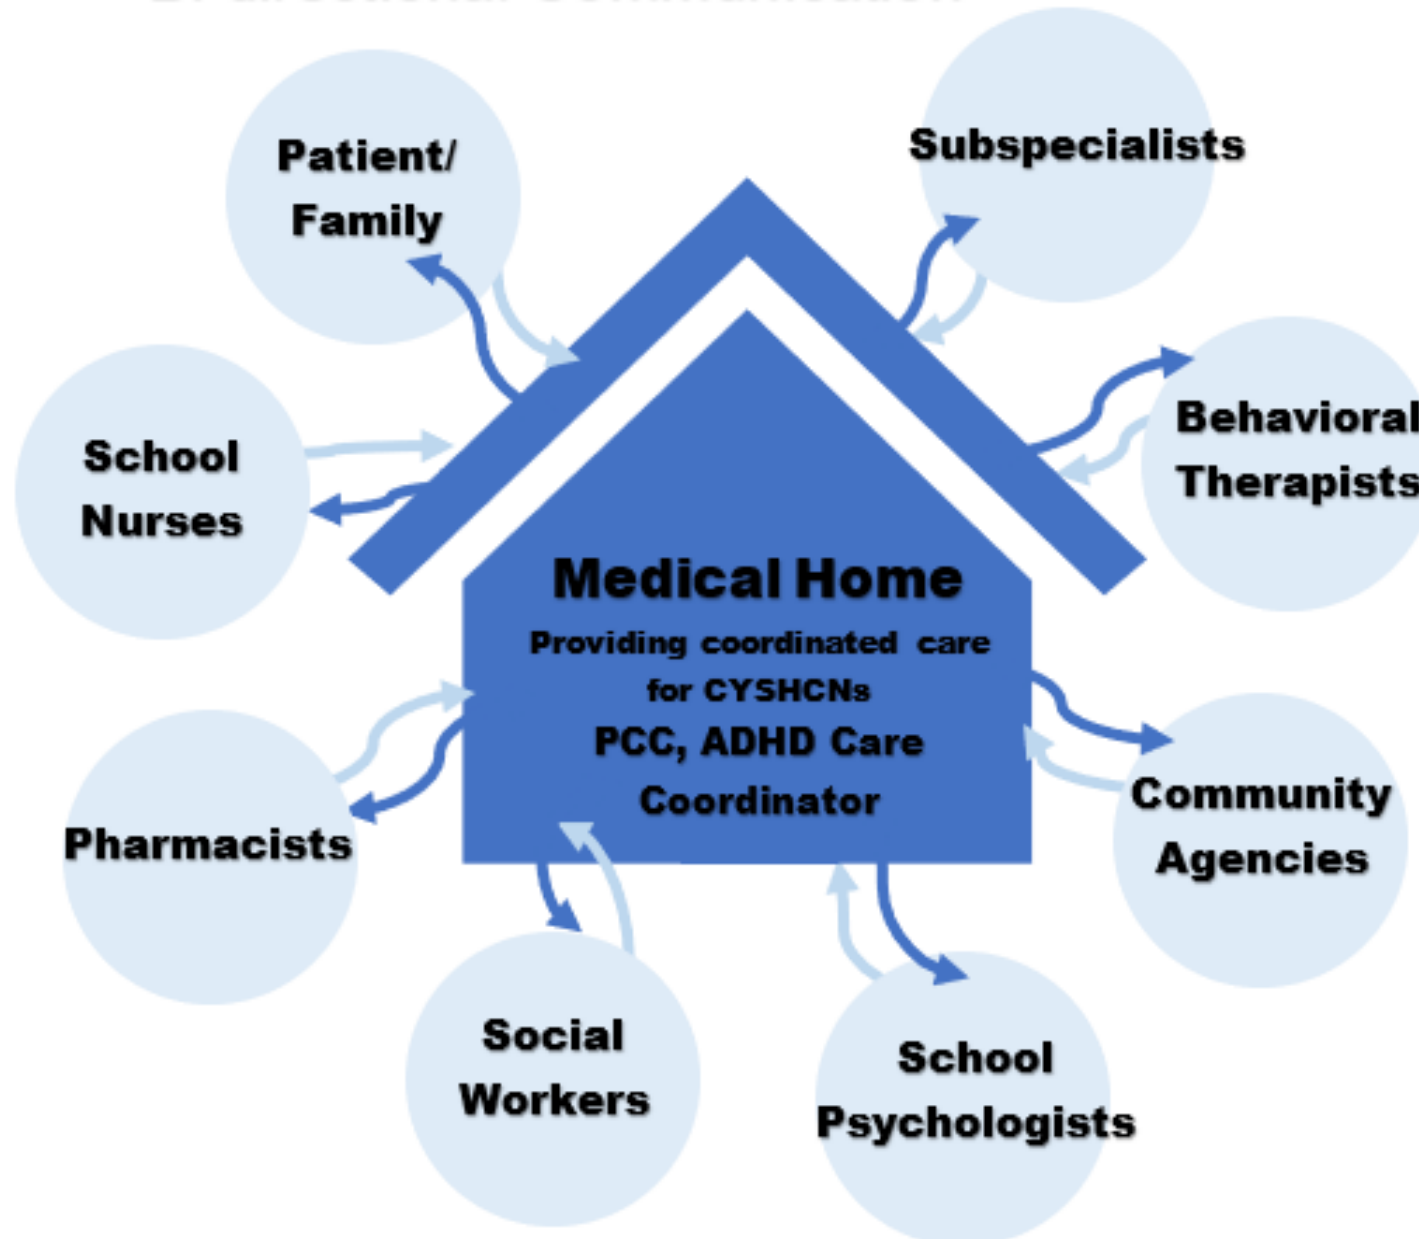 Patient/
Family
Subspecialists
School
Nurses
Behavioral
Therapists
Medical Home
Providing coordinated care
for CYSHCNs
PCC, ADHD Care
Coordinator
Pharmacists
Community
Agencies
Social
Workers
School
Psychologists